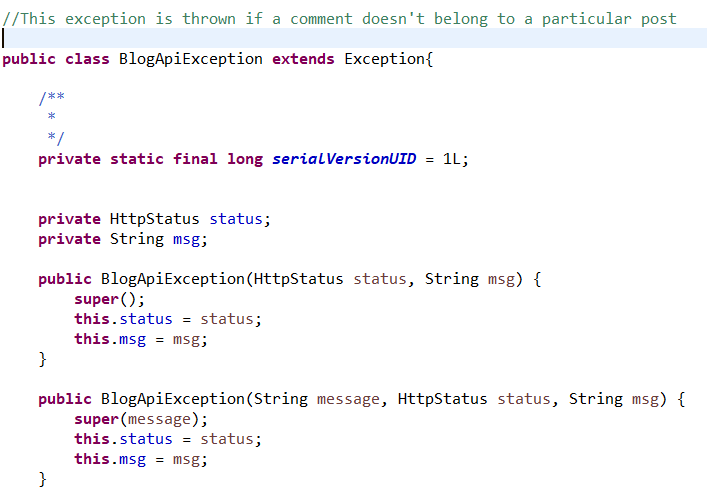 //This exception is thrown if a comment doesn't belong to a particular post
public class BlogApiException extends Exception{
/**
*
*/
private static final long serialVersionUID = 1L;
private HttpStatus status;
private String msg;
public BlogApiException(HttpStatus status, String msg) {
super();
this.status = status;
this.msg = msg;
}
public BlogApiException(String message, HttpStatus status, String msg) {
super(message);
this.status = status;
this.msg = msg;
}